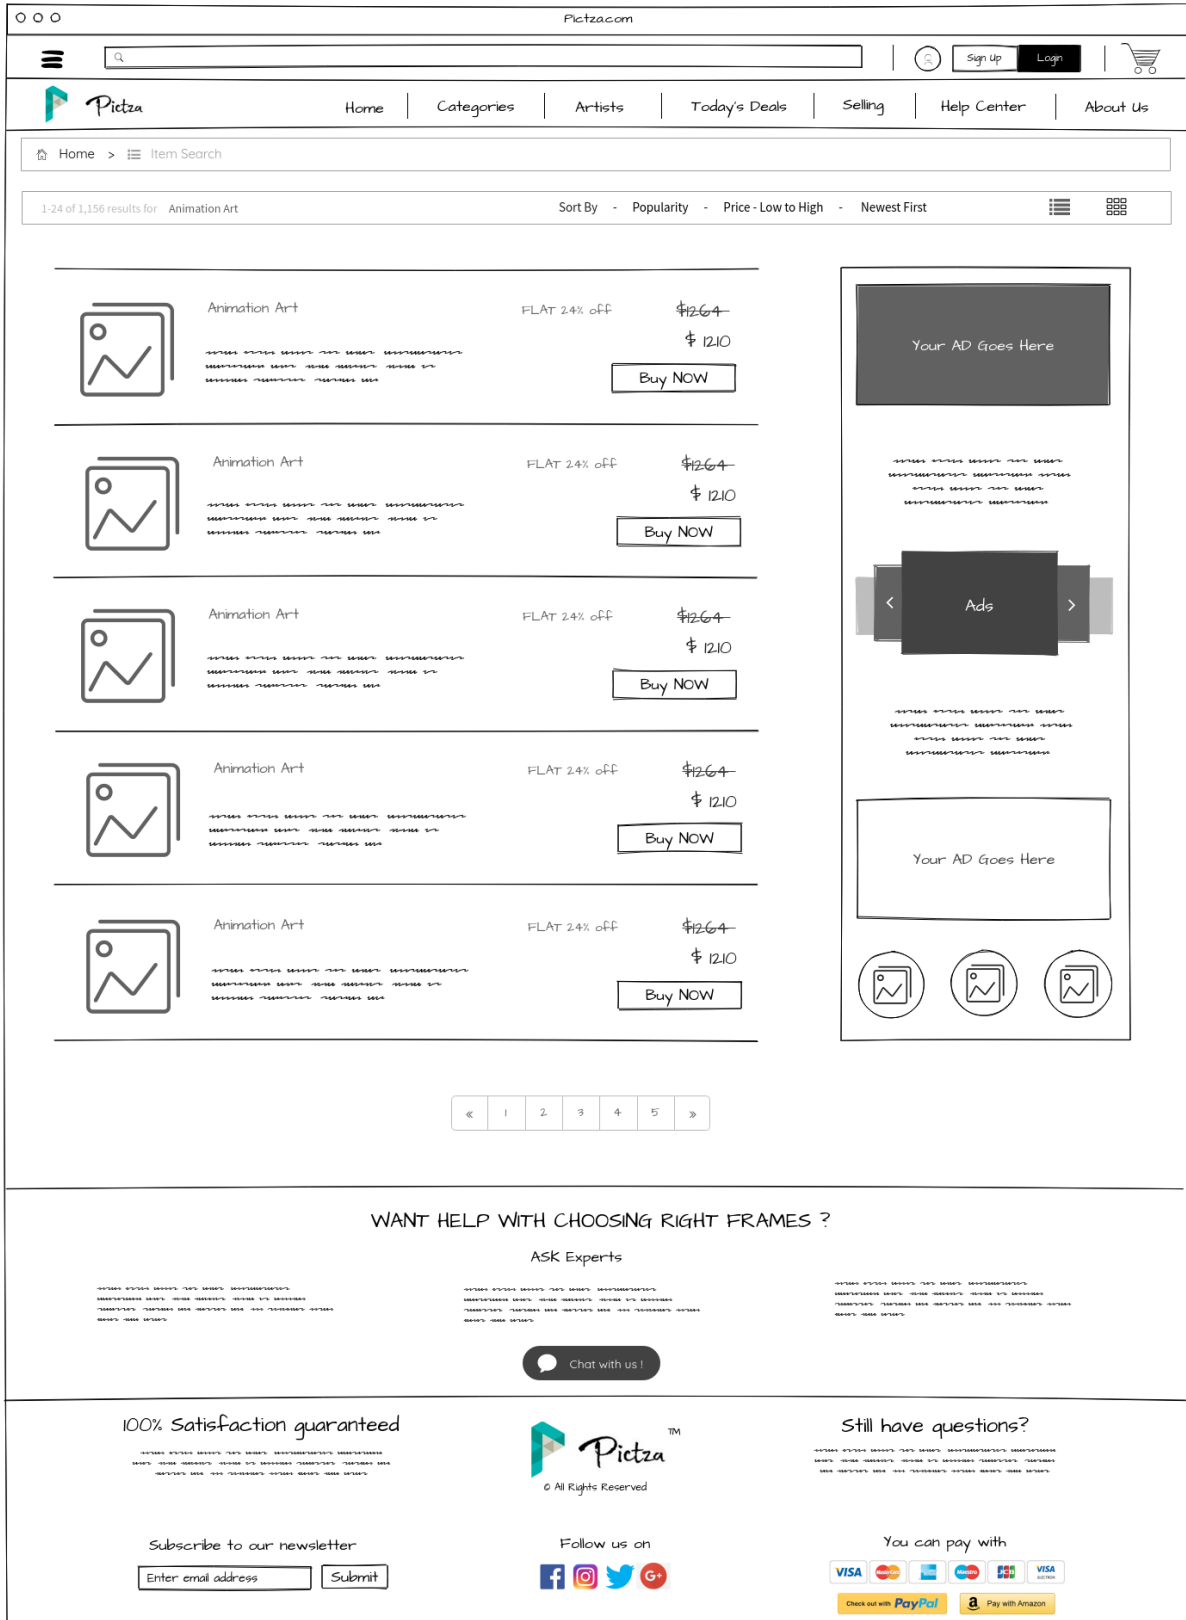 Pictza.com
Sign Up
Login
Pictza
Home
Categories
Artists
Today's Deals
Selling
Help Center
About Us
Home > Item Search
1-24 of 1,156 results for Animation Art
Sort By - Popularity - Price - Low to High - Newest First
Animation Art
FLAT 24% off
$1264
$ 1210
Buy NOW
Animation Art
FLAT 24% off
$1264
$ 1210
Buy NOW
Animation Art
FLAT 24% off
$1264
$ 1210
Buy NOW
Animation Art
FLAT 24% off
$1264
$ 1210
Buy NOW
Animation Art
FLAT 24% off
$1264
$ 1210
Buy NOW
Your AD Goes Here
Ads
Your AD Goes Here
« 1 2 3 4 5 »
WANT HELP WITH CHOOSING RIGHT FRAMES ?
ASK Experts
Chat with us !
100% Satisfaction guaranteed
Pictza™
© All Rights Reserved
Still have questions?
Subscribe to our newsletter
Enter email address
Submit
Follow us on
G+
You can pay with
VISA
MasterCard
Maestro
JCB
VISA
ELECTRON
Check out with PayPal
a Pay with Amazon